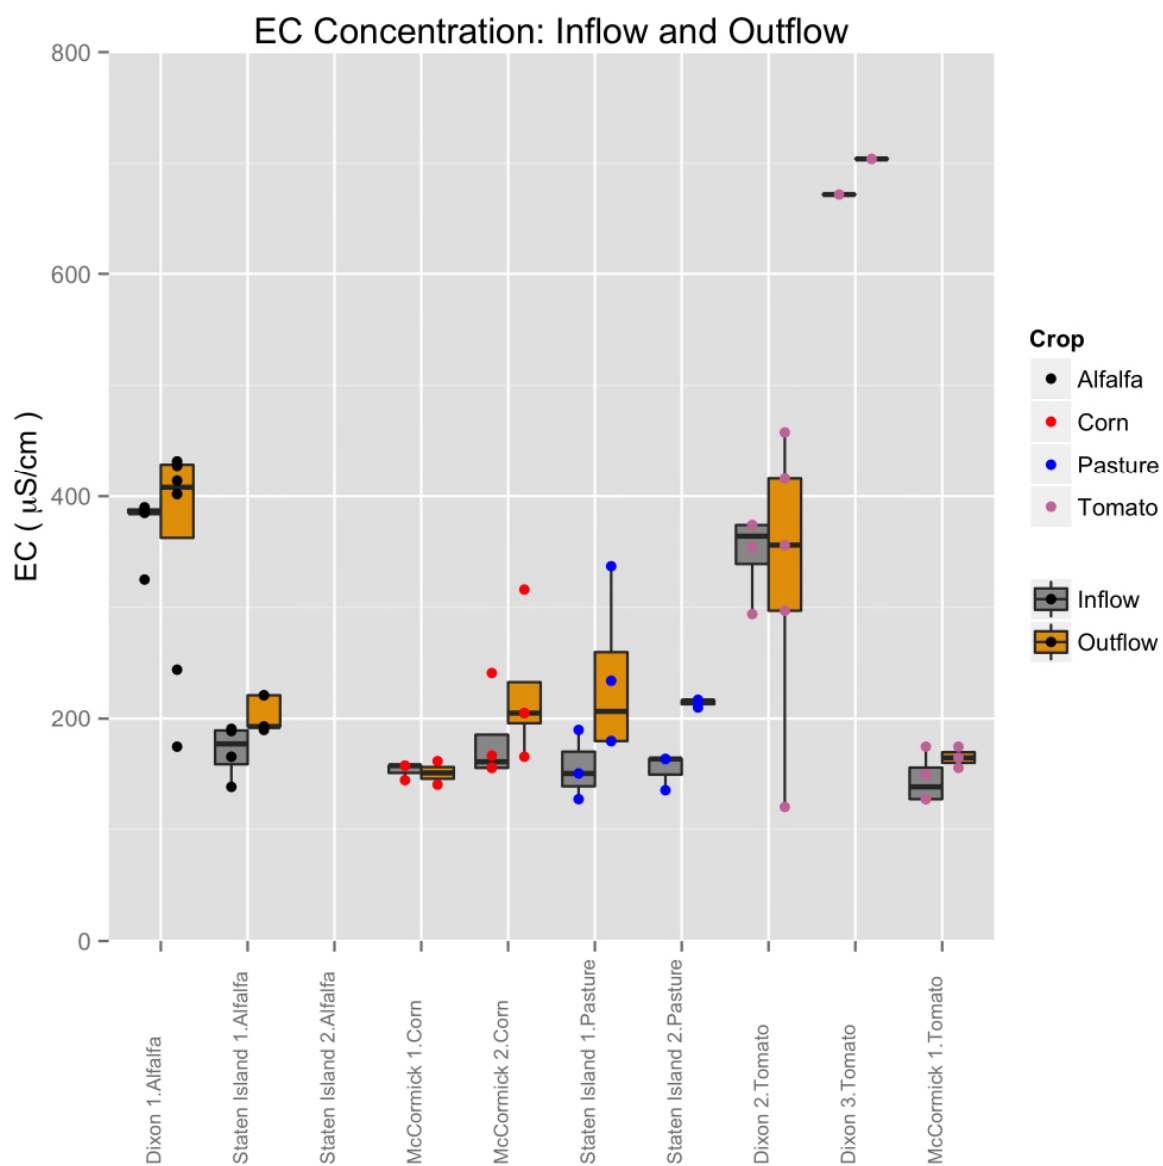 EC Concentration: Inflow and Outflow
800
600
400
200
0
EC ( μS/cm )
Dixon 1.Alfalfa
Staten Island 1.Alfalfa
Staten Island 2.Alfalfa
McCormick 1.Corn
McCormick 2.Corn
Staten Island 1.Pasture
Staten Island 2.Pasture
Dixon 2.Tomato
Dixon 3.Tomato
McCormick 1.Tomato
Crop
Alfalfa
Corn
Pasture
Tomato
Inflow
Outflow